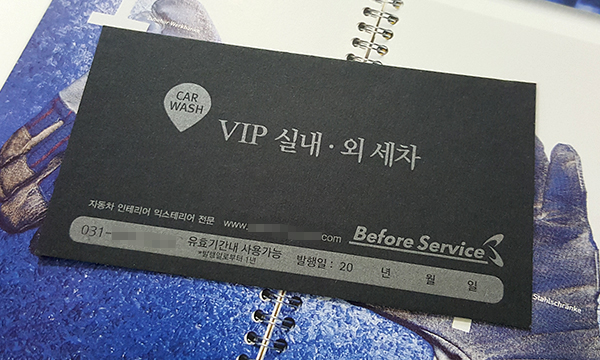 CAR
WASH
VIP 실내 · 외 세차
자동차 인테리어 익스테리어 전문 www. com Before Service
031- 유효기간내 사용가능 발행일 : 20 년 월 일
*발행일로부터 1년
Stahlschränke